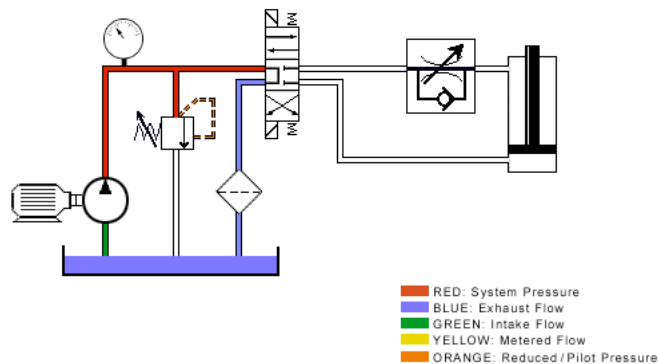 RED: System Pressure
BLUE: Exhaust Flow
GREEN: Intake Flow
YELLOW: Metered Flow
ORANGE: Reduced/Pilot Pressure